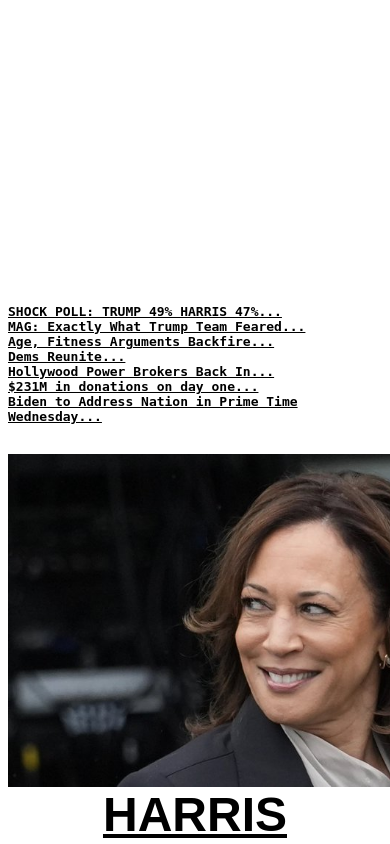 SHOCK POLL: TRUMP 49% HARRIS 47%...
MAG: Exactly What Trump Team Feared...
Age, Fitness Arguments Backfire...
Dems Reunite...
Hollywood Power Brokers Back In...
$231M in donations on day one...
Biden to Address Nation in Prime Time
Wednesday...
HARRIS